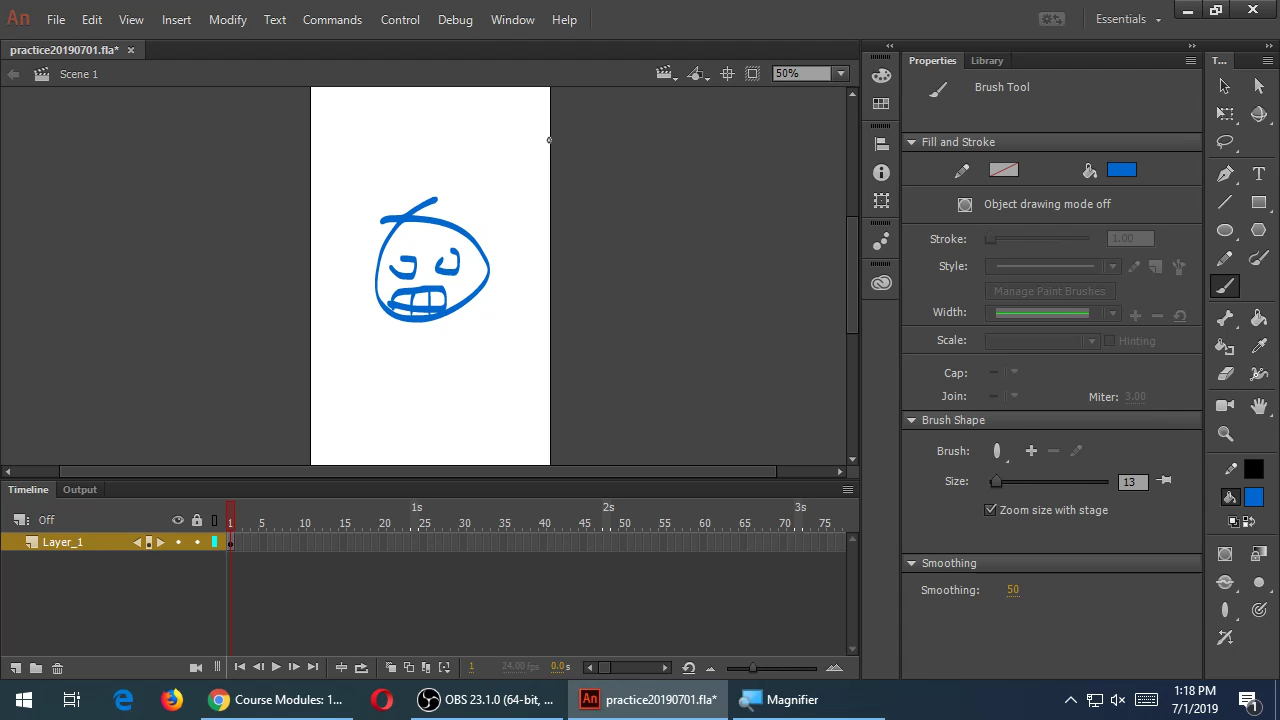 An File Edit View Insert Modify Text Commands Control Debug Window Help Essentials
practice20190701.fla* ×
Properties Library T...
Scene 1 50%
Brush Tool
Fill and Stroke
Object drawing mode off
Stroke: 1.00
Style:
Manage Paint Brushes
Width:
Scale: Hinting
Cap:
Join: Miter: 3.00
Brush Shape
Brush:
Size: 13
Zoom size with stage
Smoothing
Smoothing: 50
Timeline Output
1s 2s 3s
Off 1 5 10 15 20 25 30 35 40 45 50 55 60 65 70 75
Layer_1
1 24.00 fps 0.0 s
Course Modules: 1... OBS 23.1.0 (64-bit, ... An practice20190701.fla* Magnifier
1:18 PM
7/1/2019
1